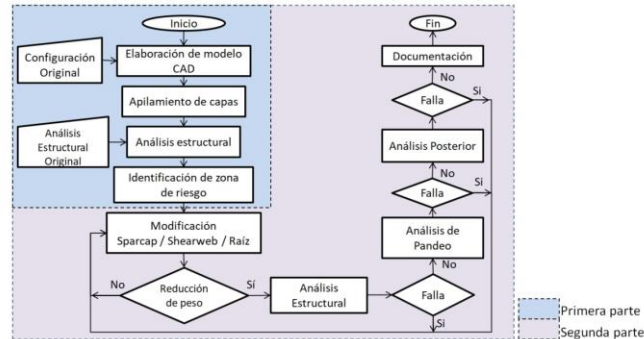 Inicio
Configuración
Original
Elaboración de modelo
CAD
Apilamiento de capas
Análisis
Estructural
Original
Análisis estructural
Identificación de zona
de riesgo
Modificación
Sparcap / Shearweb / Raíz
No
Reducción
de peso
Sí
Análisis
Estructural
Falla
Si
No
Análisis de
Pandeo
No
Falla
Si
Análisis Posterior
No
Falla
Si
Documentación
Fin
Primera parte
Segunda parte